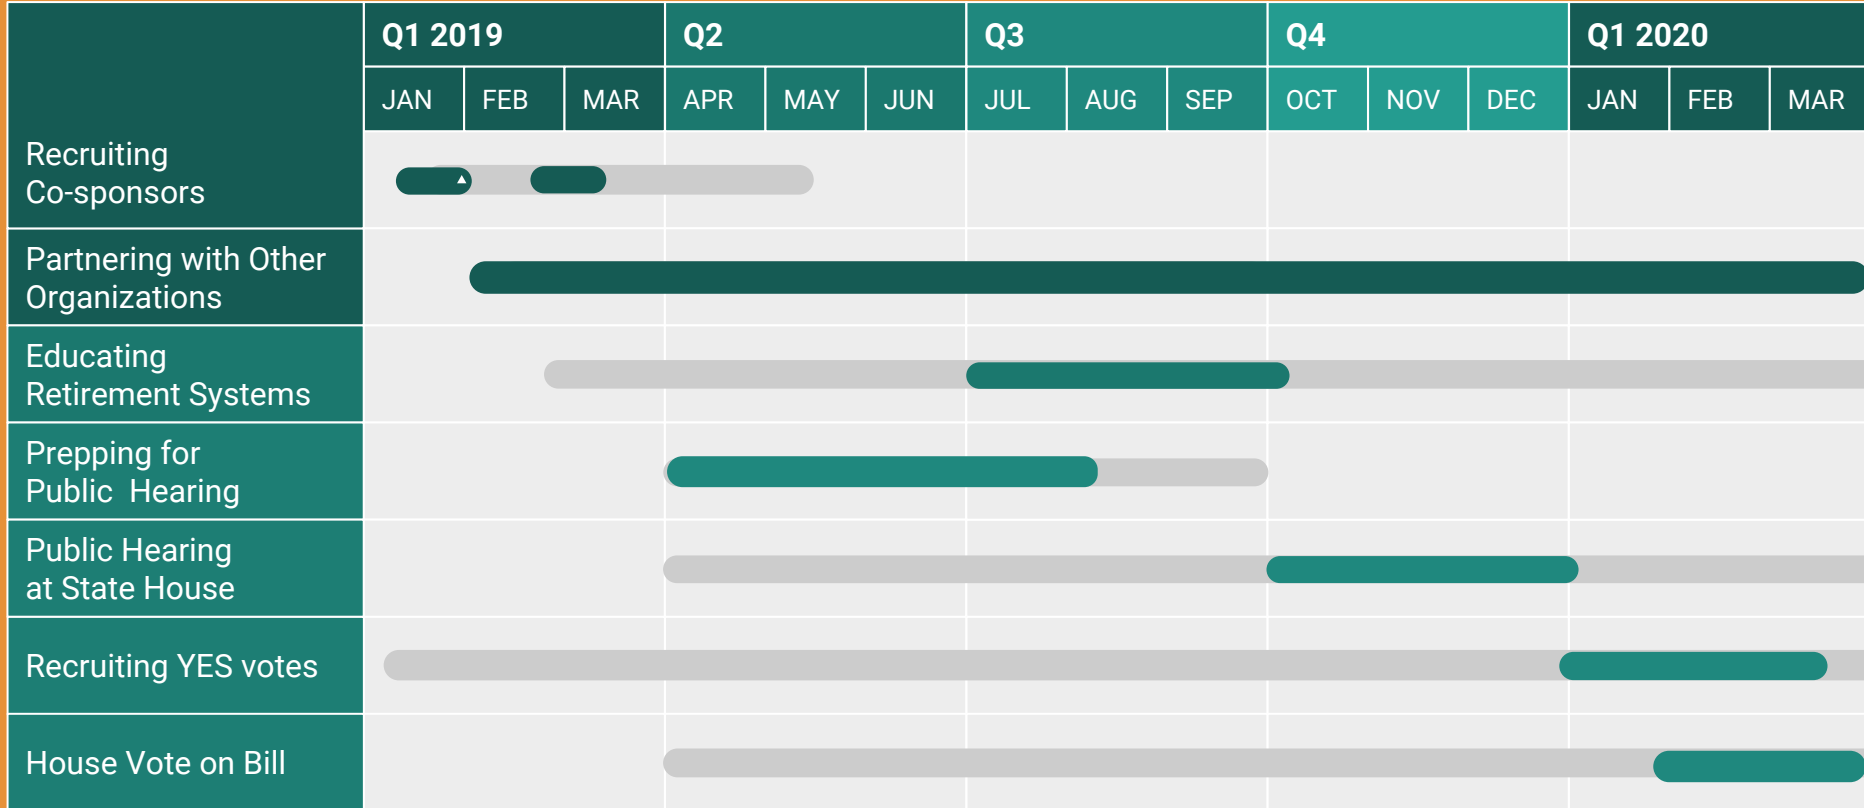 Q1 2019 Q2 Q3 Q4 Q1 2020
JAN FEB MAR APR MAY JUN JUL AUG SEP OCT NOV DEC JAN FEB MAR
Recruiting
Co-sponsors
Partnering with Other
Organizations
Educating
Retirement Systems
Prepping for
Public  Hearing
Public Hearing
at State House
Recruiting YES votes
House Vote on Bill